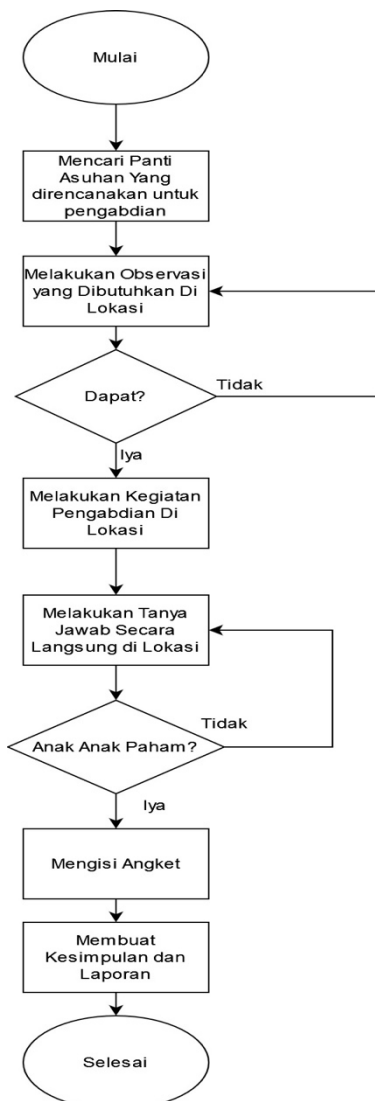 Mulai
Mencari Panti
Asuhan Yang
direncanakan untuk
pengabdian
Melakukan Observasi
yang Dibutuhkan Di
Lokasi
Dapat?
Tidak
Iya
Melakukan Kegiatan
Pengabdian Di
Lokasi
Melakukan Tanya
Jawab Secara
Langsung di Lokasi
Tidak
Anak Anak Paham?
Iya
Mengisi Angket
Membuat
Kesimpulan dan
Laporan
Selesai